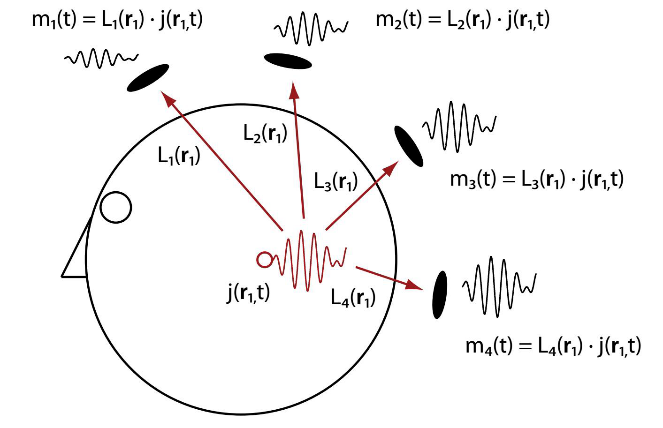 m₁(t) = L₁(r₁) · j(r₁,t)
m₂(t) = L₂(r₁) · j(r₁,t)
L₂(r₁)
L₁(r₁)
L₃(r₁)
m₃(t) = L₃(r₁) · j(r₁,t)
j(r₁,t)
L₄(r₁)
m₄(t) = L₄(r₁) · j(r₁,t)